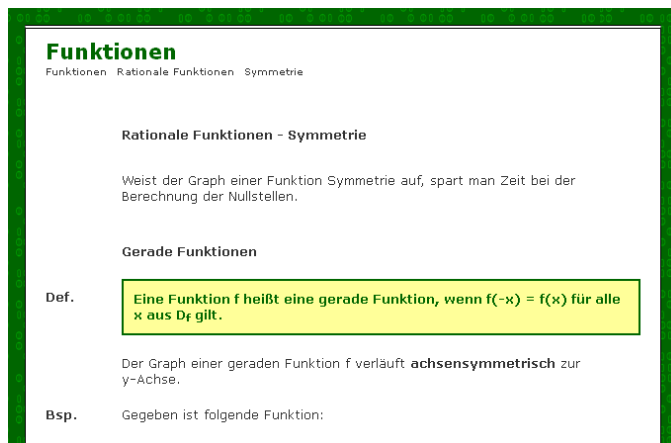 Funktionen
Funktionen Rationale Funktionen Symmetrie
Rationale Funktionen - Symmetrie
Weist der Graph einer Funktion Symmetrie auf, spart man Zeit bei der
Berechnung der Nullstellen.
Gerade Funktionen
Def. Eine Funktion f heißt eine gerade Funktion, wenn f(-x) = f(x) für alle
x aus Df gilt.
Der Graph einer geraden Funktion f verläuft achsensymmetrisch zur
y-Achse.
Bsp. Gegeben ist folgende Funktion: